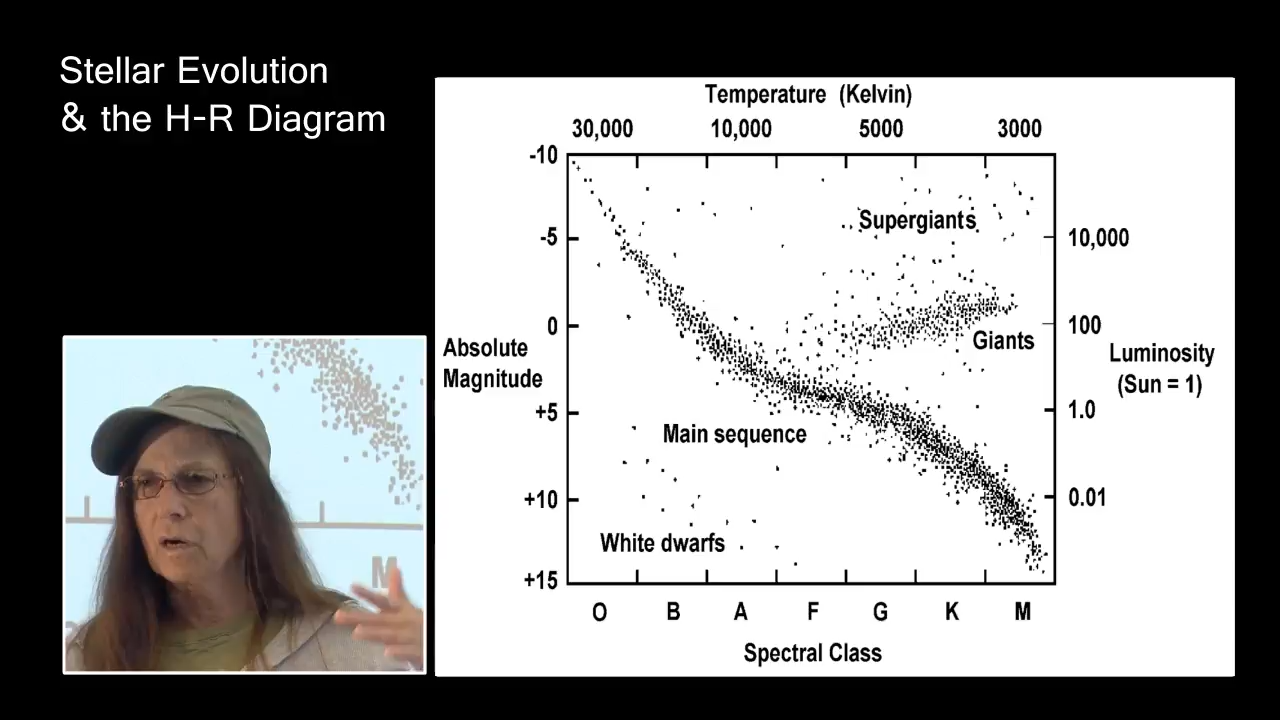 Stellar Evolution
& the H-R Diagram
Temperature (Kelvin)
30,000 10,000 5000 3000
-10
Supergiants
-5
10,000
0
100
Giants
Absolute
Magnitude
Luminosity
(Sun = 1)
+5
1.0
Main sequence
+10
0.01
White dwarfs
+15
O B A F G K M
Spectral Class
M